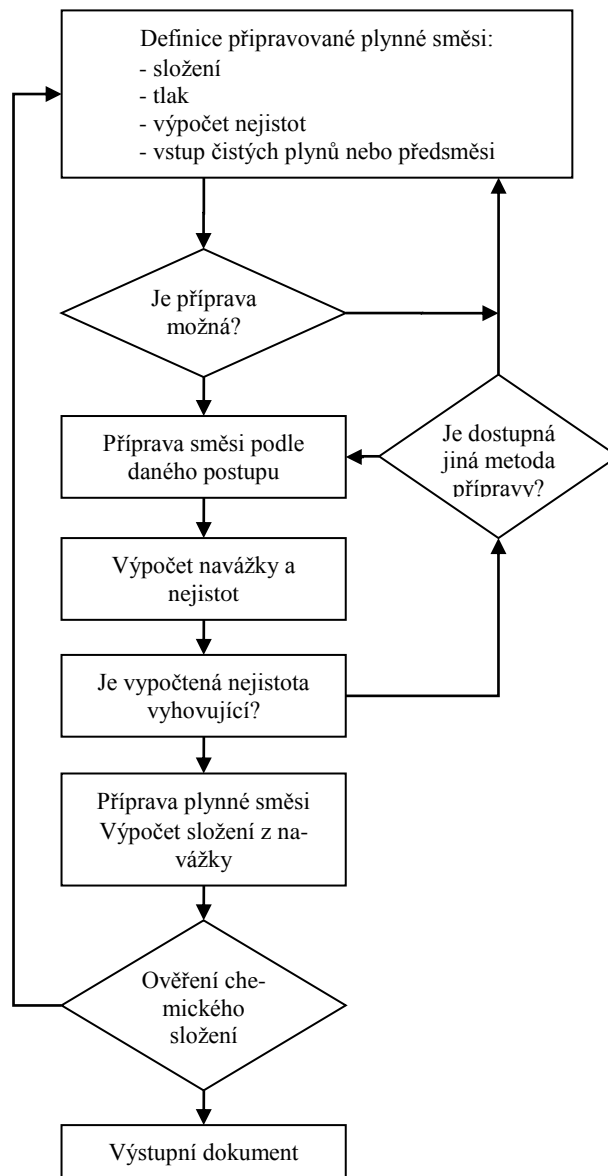 Definice připravované plynné směsi:
- složení
- tlak
- výpočet nejistot
- vstup čistých plynů nebo předsměsi
Je příprava
možná?
Příprava směsi podle
daného postupu
Je dostupná
jiná metoda
přípravy?
Výpočet navážky a
nejistot
Je vypočtená nejistota
vyhovující?
Příprava plynné směsi
Výpočet složení z na-
vážky
Ověření che-
mického
složení
Výstupní dokument